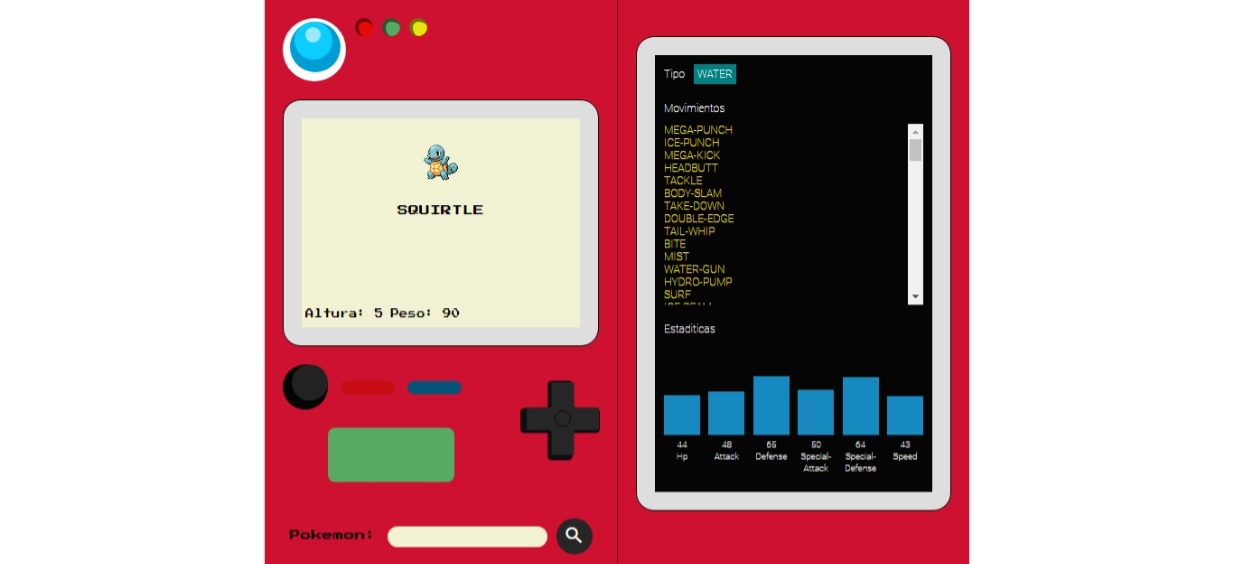 SQUIRTLE
Altura: 5 Peso: 90
Pokemon:
Tipo WATER
Movimientos
MEGA-PUNCH
ICE-PUNCH
MEGA-KICK
HEADBUTT
TACKLE
BODY-SLAM
TAKE-DOWN
DOUBLE-EDGE
TAIL-WHIP
BITE
MIST
WATER-GUN
HYDRO-PUMP
SURF
Estadíticas
44 48 65 50 64 43
Hp Attack Defense Special- Special- Speed
Attack Defense